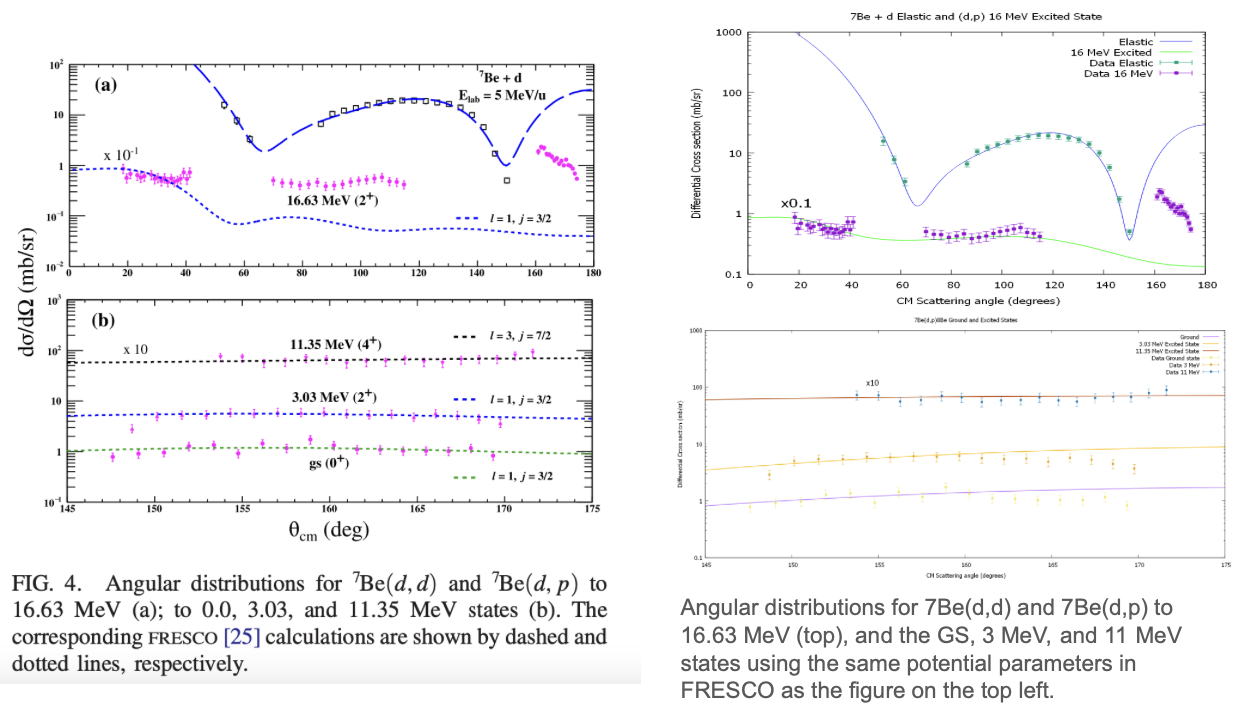 (a)
⁷Be + d
E_lab = 5 MeV/u
x 10⁻¹
16.63 MeV (2⁺)
l = 1, j = 3/2
10²
10
1
10⁻¹
10⁻²
0 20 40 60 80 100 120 140 160 180
dσ/dΩ (mb/sr)
(b)
x 10
11.35 MeV (4⁺)
l = 3, j = 7/2
3.03 MeV (2⁺)
l = 1, j = 3/2
gs (0⁺)
l = 1, j = 3/2
10³
10²
10
1
10⁻¹
145 150 155 160 165 170 175
θcm (deg)
FIG. 4. Angular distributions for ⁷Be(d, d) and ⁷Be(d, p) to
16.63 MeV (a); to 0.0, 3.03, and 11.35 MeV states (b). The
corresponding FRESCO [25] calculations are shown by dashed and
dotted lines, respectively.
7Be + d Elastic and (d,p) 16 MeV Excited State
Elastic
16 MeV Excited
Data Elastic
Data 16 MeV
1000
100
10
1
0.1
x0.1
Differential Cross section (mb/sr)
0 20 40 60 80 100 120 140 160 180
CM Scattering angle (degrees)
7Be(d,p)8Be Ground and Excited States
Ground
3.03 MeV Excited State
11.35 MeV Excited State
Data Ground state
Data 3 MeV
Data 11 MeV
1000
100
10
1
0.1
x10
Differential Cross section (mb/sr)
145 150 155 160 165 170 175
CM Scattering angle (degrees)
Angular distributions for 7Be(d,d) and 7Be(d,p) to
16.63 MeV (top), and the GS, 3 MeV, and 11 MeV
states using the same potential parameters in
FRESCO as the figure on the top left.